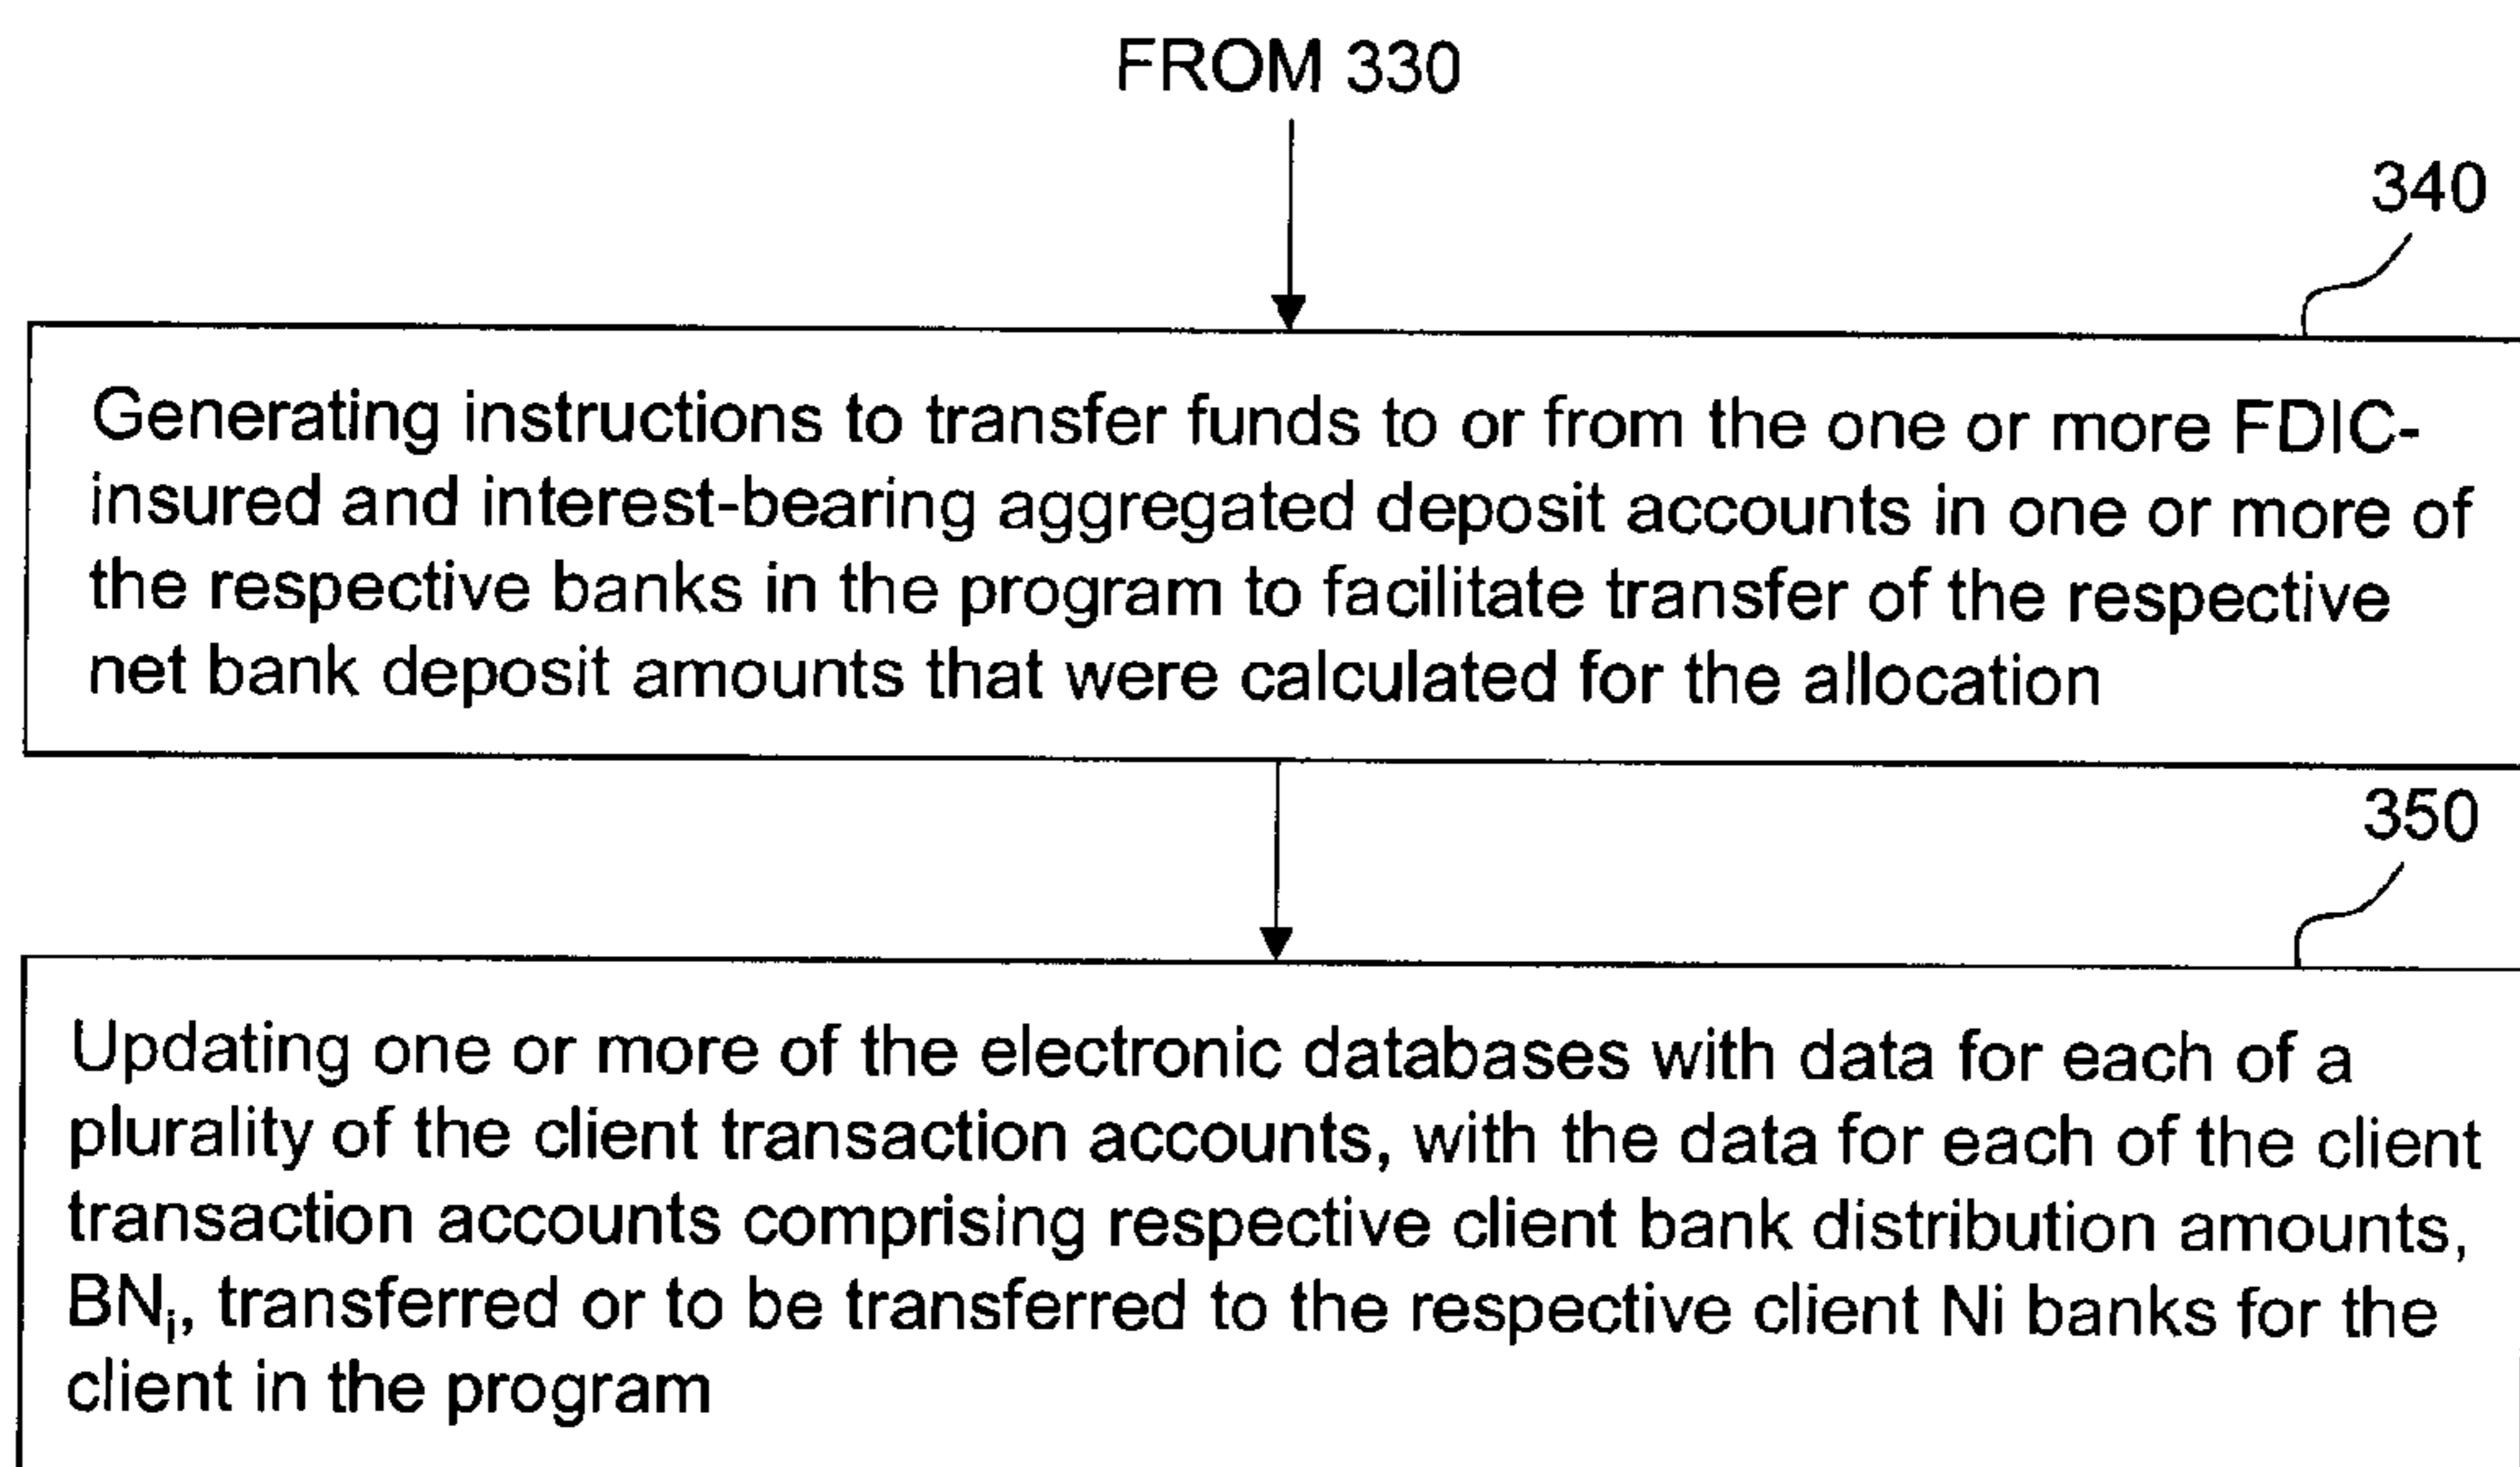 FROM 330
340
Generating instructions to transfer funds to or from the one or more FDIC-
insured and interest-bearing aggregated deposit accounts in one or more of
the respective banks in the program to facilitate transfer of the respective
net bank deposit amounts that were calculated for the allocation
350
Updating one or more of the electronic databases with data for each of a
plurality of the client transaction accounts, with the data for each of the client
transaction accounts comprising respective client bank distribution amounts,
BNi, transferred or to be transferred to the respective client Ni banks for the
client in the program